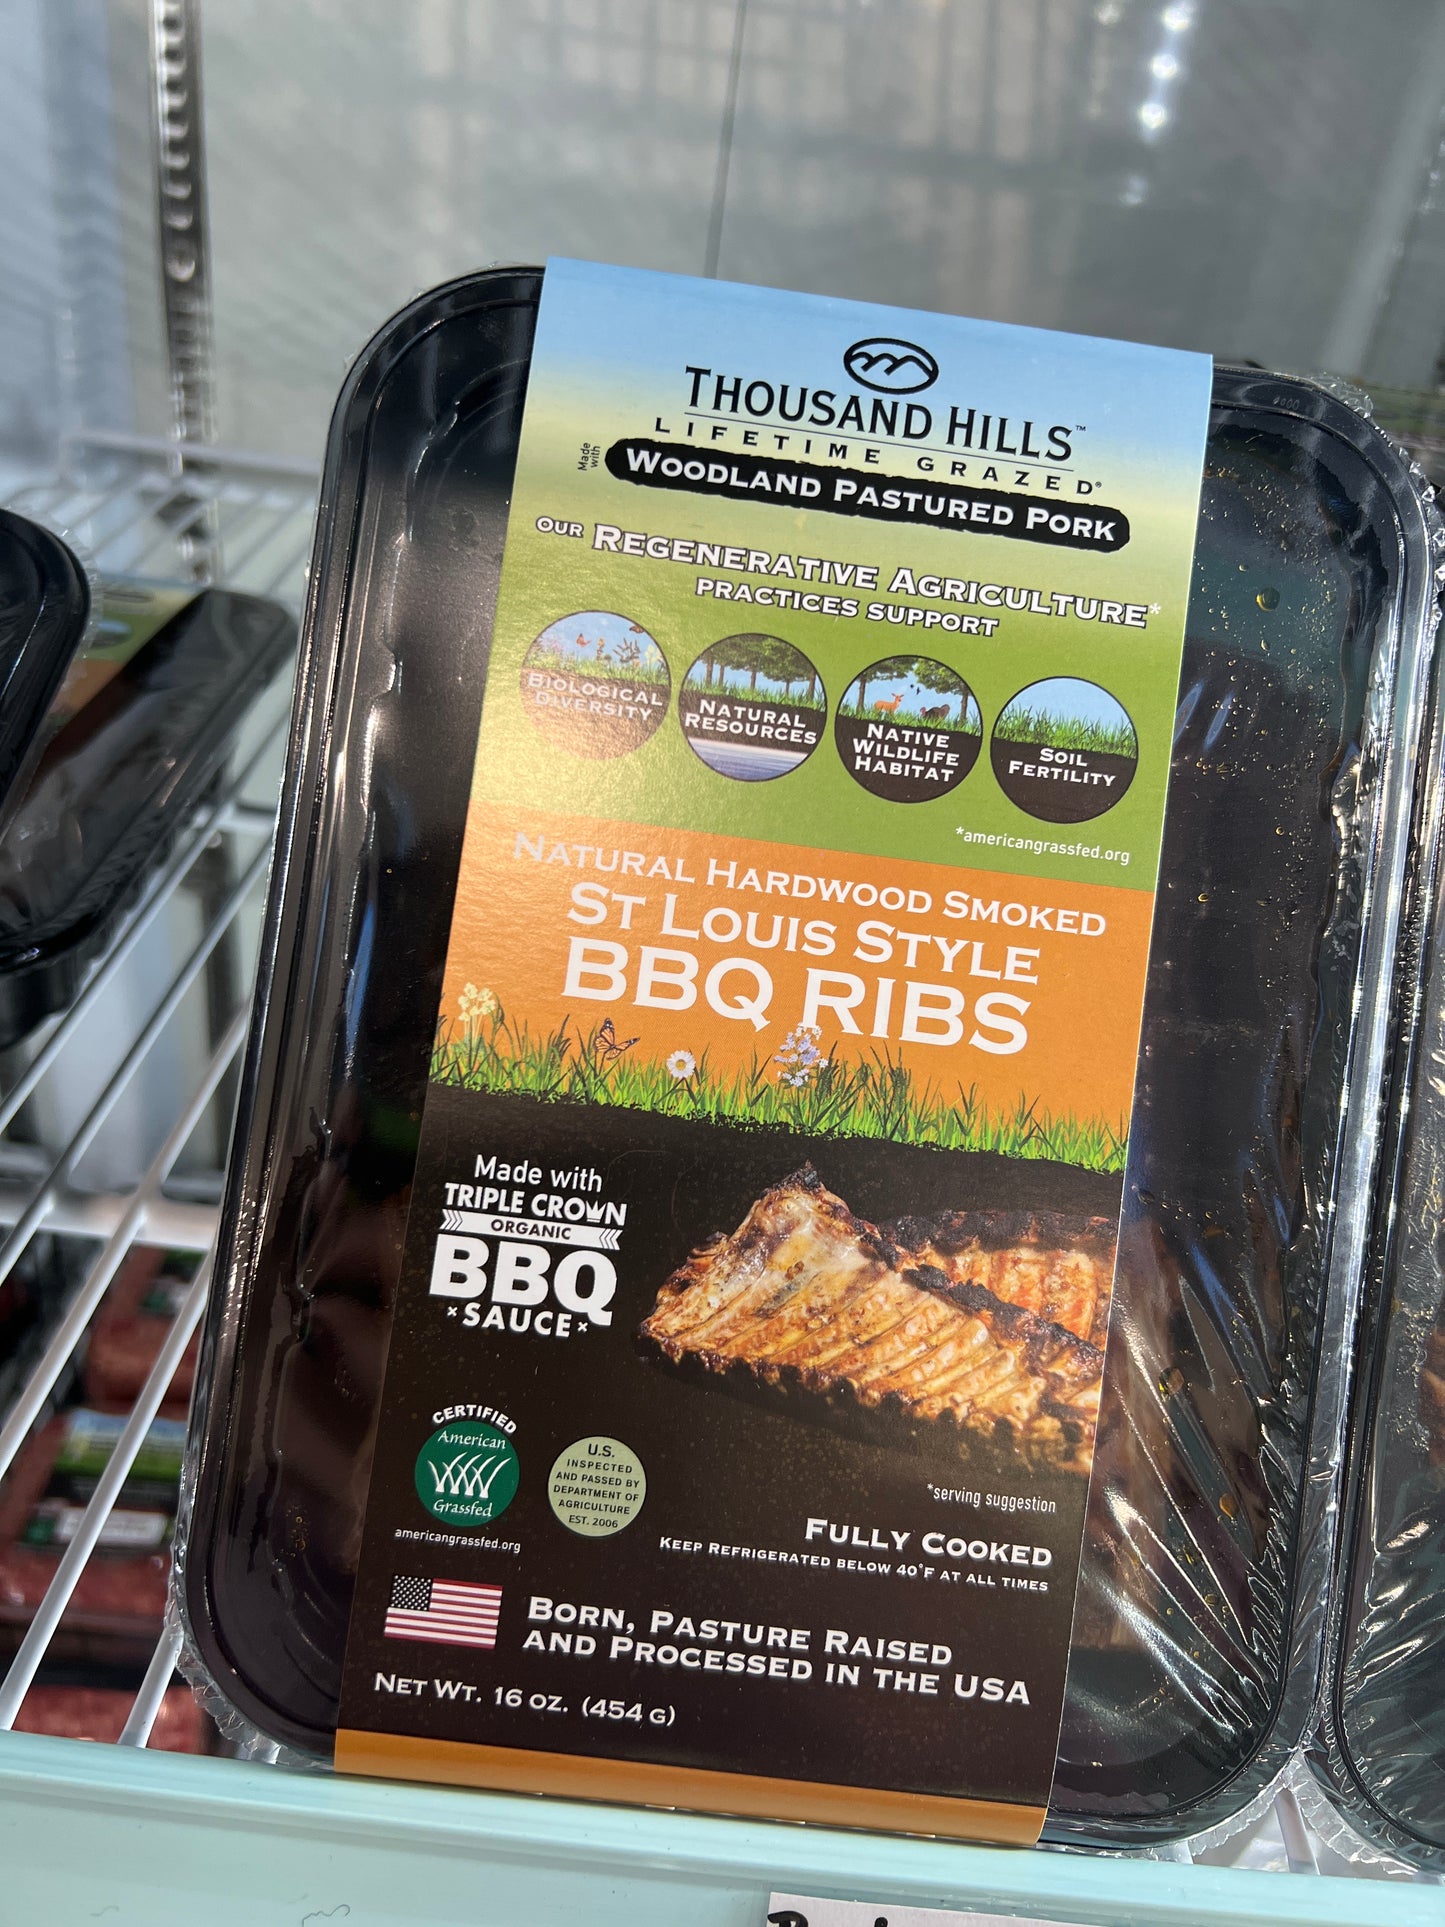 THOUSAND HILLS™
LIFETIME GRAZED®
Made with
WOODLAND PASTURED PORK
OUR REGENERATIVE AGRICULTURE*
PRACTICES SUPPORT
BIOLOGICAL
DIVERSITY
NATURAL
RESOURCES
NATIVE
WILDLIFE
HABITAT
SOIL
FERTILITY
*americangrassfed.org
NATURAL HARDWOOD SMOKED
ST LOUIS STYLE
BBQ RIBS
Made with
TRIPLE CROWN
ORGANIC
BBQ
×SAUCE×
CERTIFIED
American
Grassfed
americangrassfed.org
U.S.
INSPECTED
AND PASSED BY
DEPARTMENT OF
AGRICULTURE
EST. 2006
*serving suggestion
FULLY COOKED
KEEP REFRIGERATED BELOW 40°F AT ALL TIMES
BORN, PASTURE RAISED
AND PROCESSED IN THE USA
NET WT. 16 OZ. (454 G)